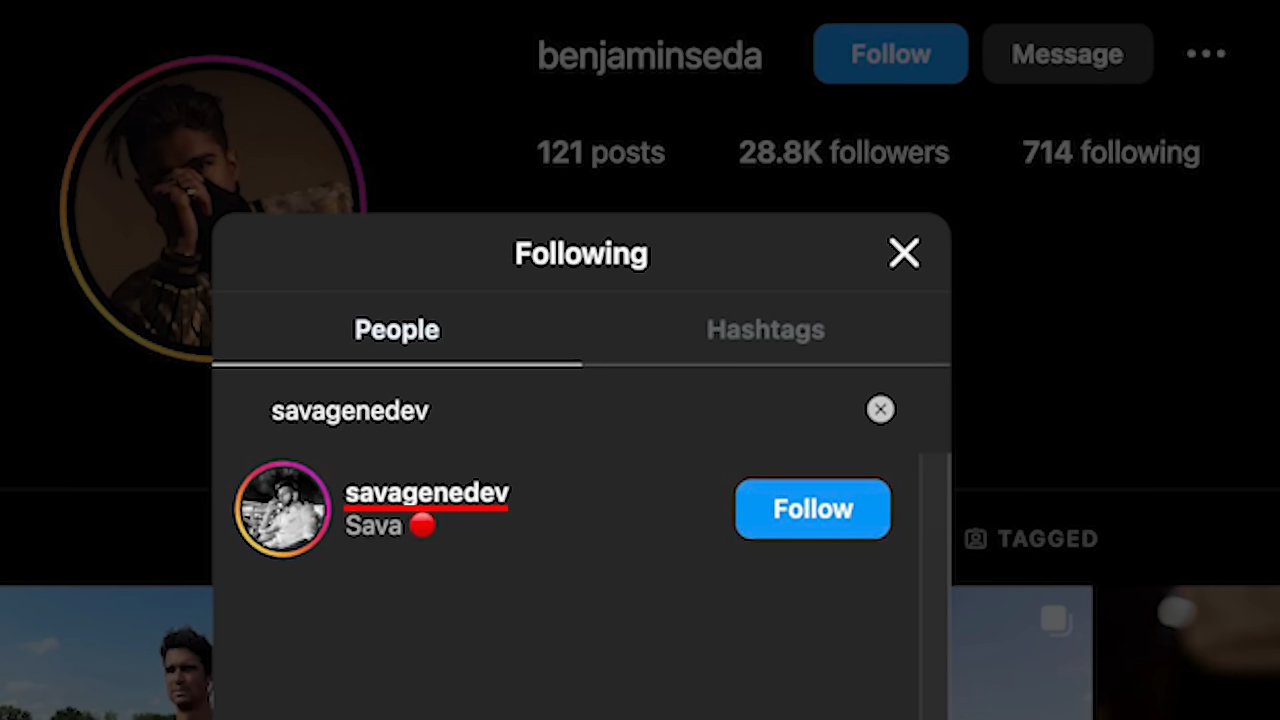 benjaminseda Follow Message
121 posts 28.8K followers 714 following
Following
People Hashtags
savagenedev
savagenedev
Sava 🔴
Follow
TAGGED